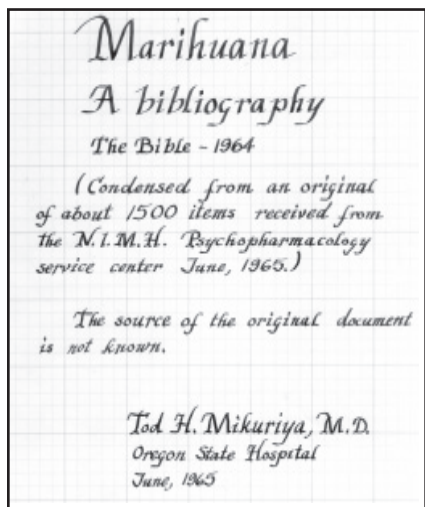 Marihuana
A bibliography
The Bible - 1964
(Condensed from an original
of about 1500 items received from
the N.I.M.H. Psychopharmacology
service center June, 1965.)
The source of the original document
is not known.
Tod H. Mikuriya, M.D.
Oregon State Hospital
June, 1965